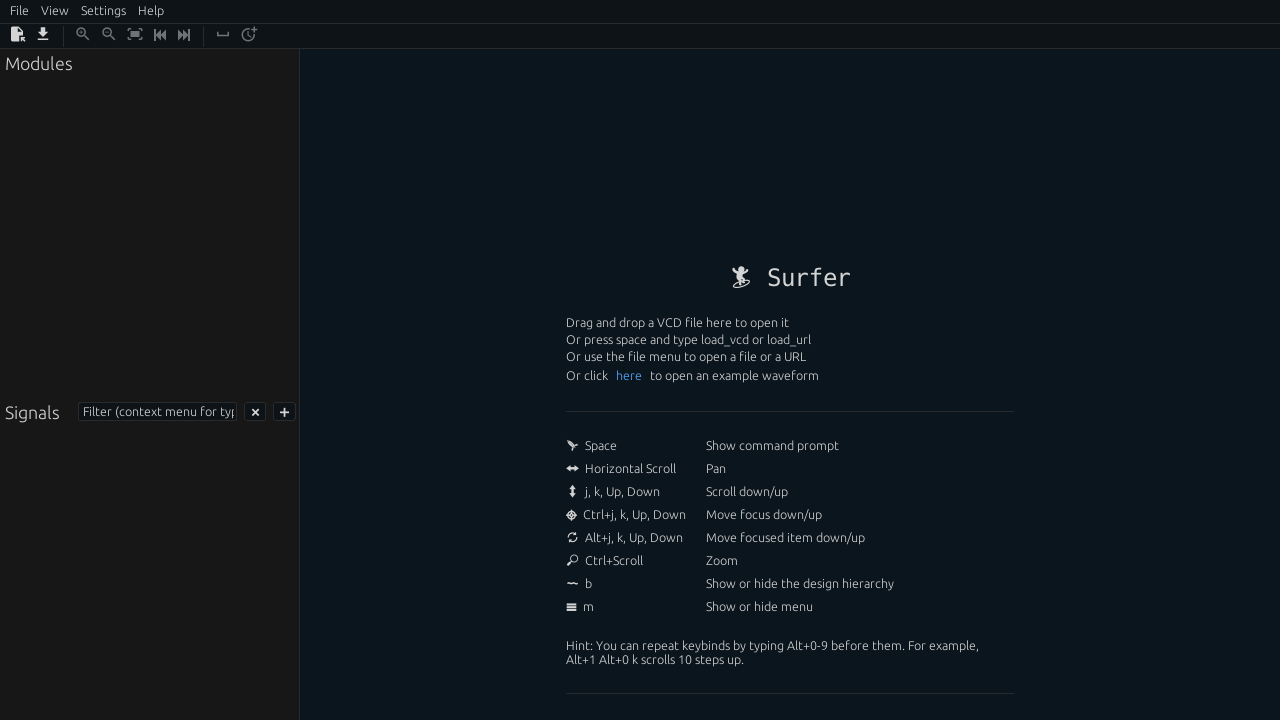 File View Settings Help
Modules
Surfer
Drag and drop a VCD file here to open it
Or press space and type load_vcd or load_url
Or use the file menu to open a file or a URL
Or click here to open an example waveform
Signals Filter (context menu for typ
Space Show command prompt
Horizontal Scroll Pan
j, k, Up, Down Scroll down/up
Ctrl+j, k, Up, Down Move focus down/up
Alt+j, k, Up, Down Move focused item down/up
Ctrl+Scroll Zoom
b Show or hide the design hierarchy
m Show or hide menu
Hint: You can repeat keybinds by typing Alt+0-9 before them. For example,
Alt+1 Alt+0 k scrolls 10 steps up.